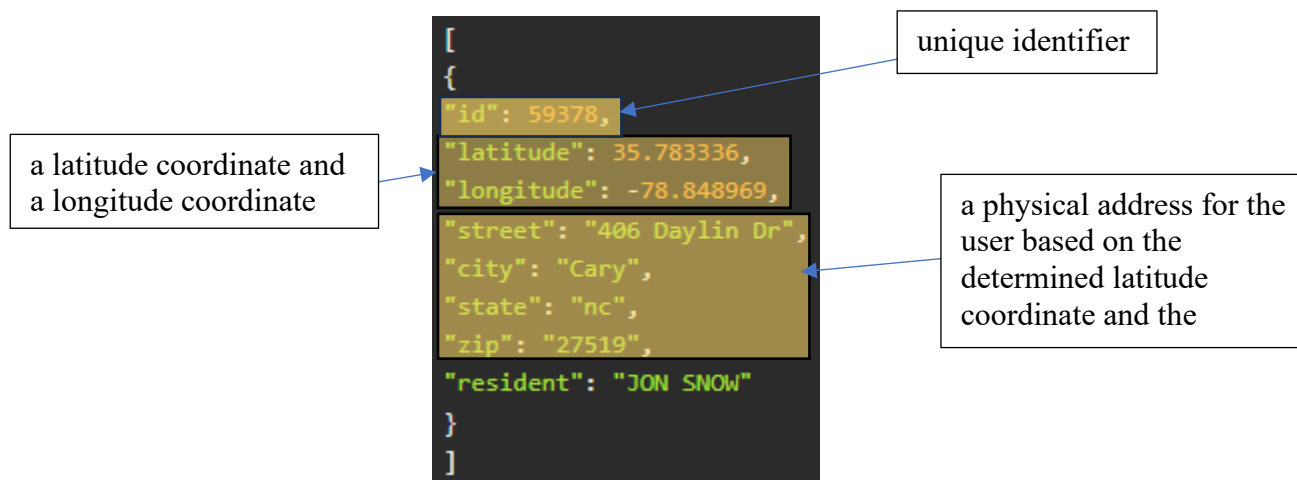 [
{
"id": 59378,
"latitude": 35.783336,
"longitude": -78.848969,
"street": "406 Daylin Dr",
"city": "Cary",
"state": "nc",
"zip": "27519",
"resident": "JON SNOW"
}
]
unique identifier
a latitude coordinate and
a longitude coordinate
a physical address for the
user based on the
determined latitude
coordinate and the